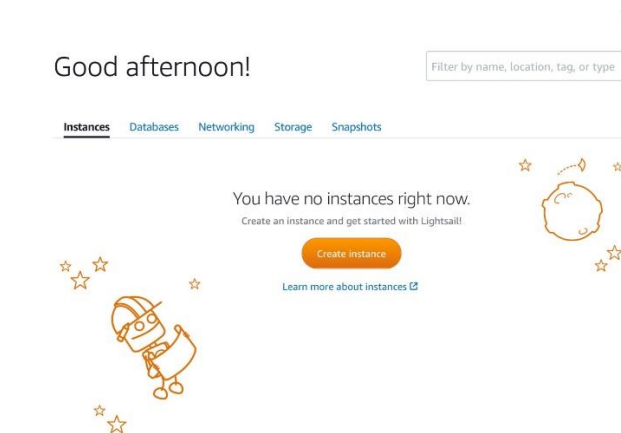 Good afternoon!
Filter by name, location, tag, or type
Instances Databases Networking Storage Snapshots
You have no instances right now.
Create an instance and get started with Lightsail!
Create instance
Learn more about instances